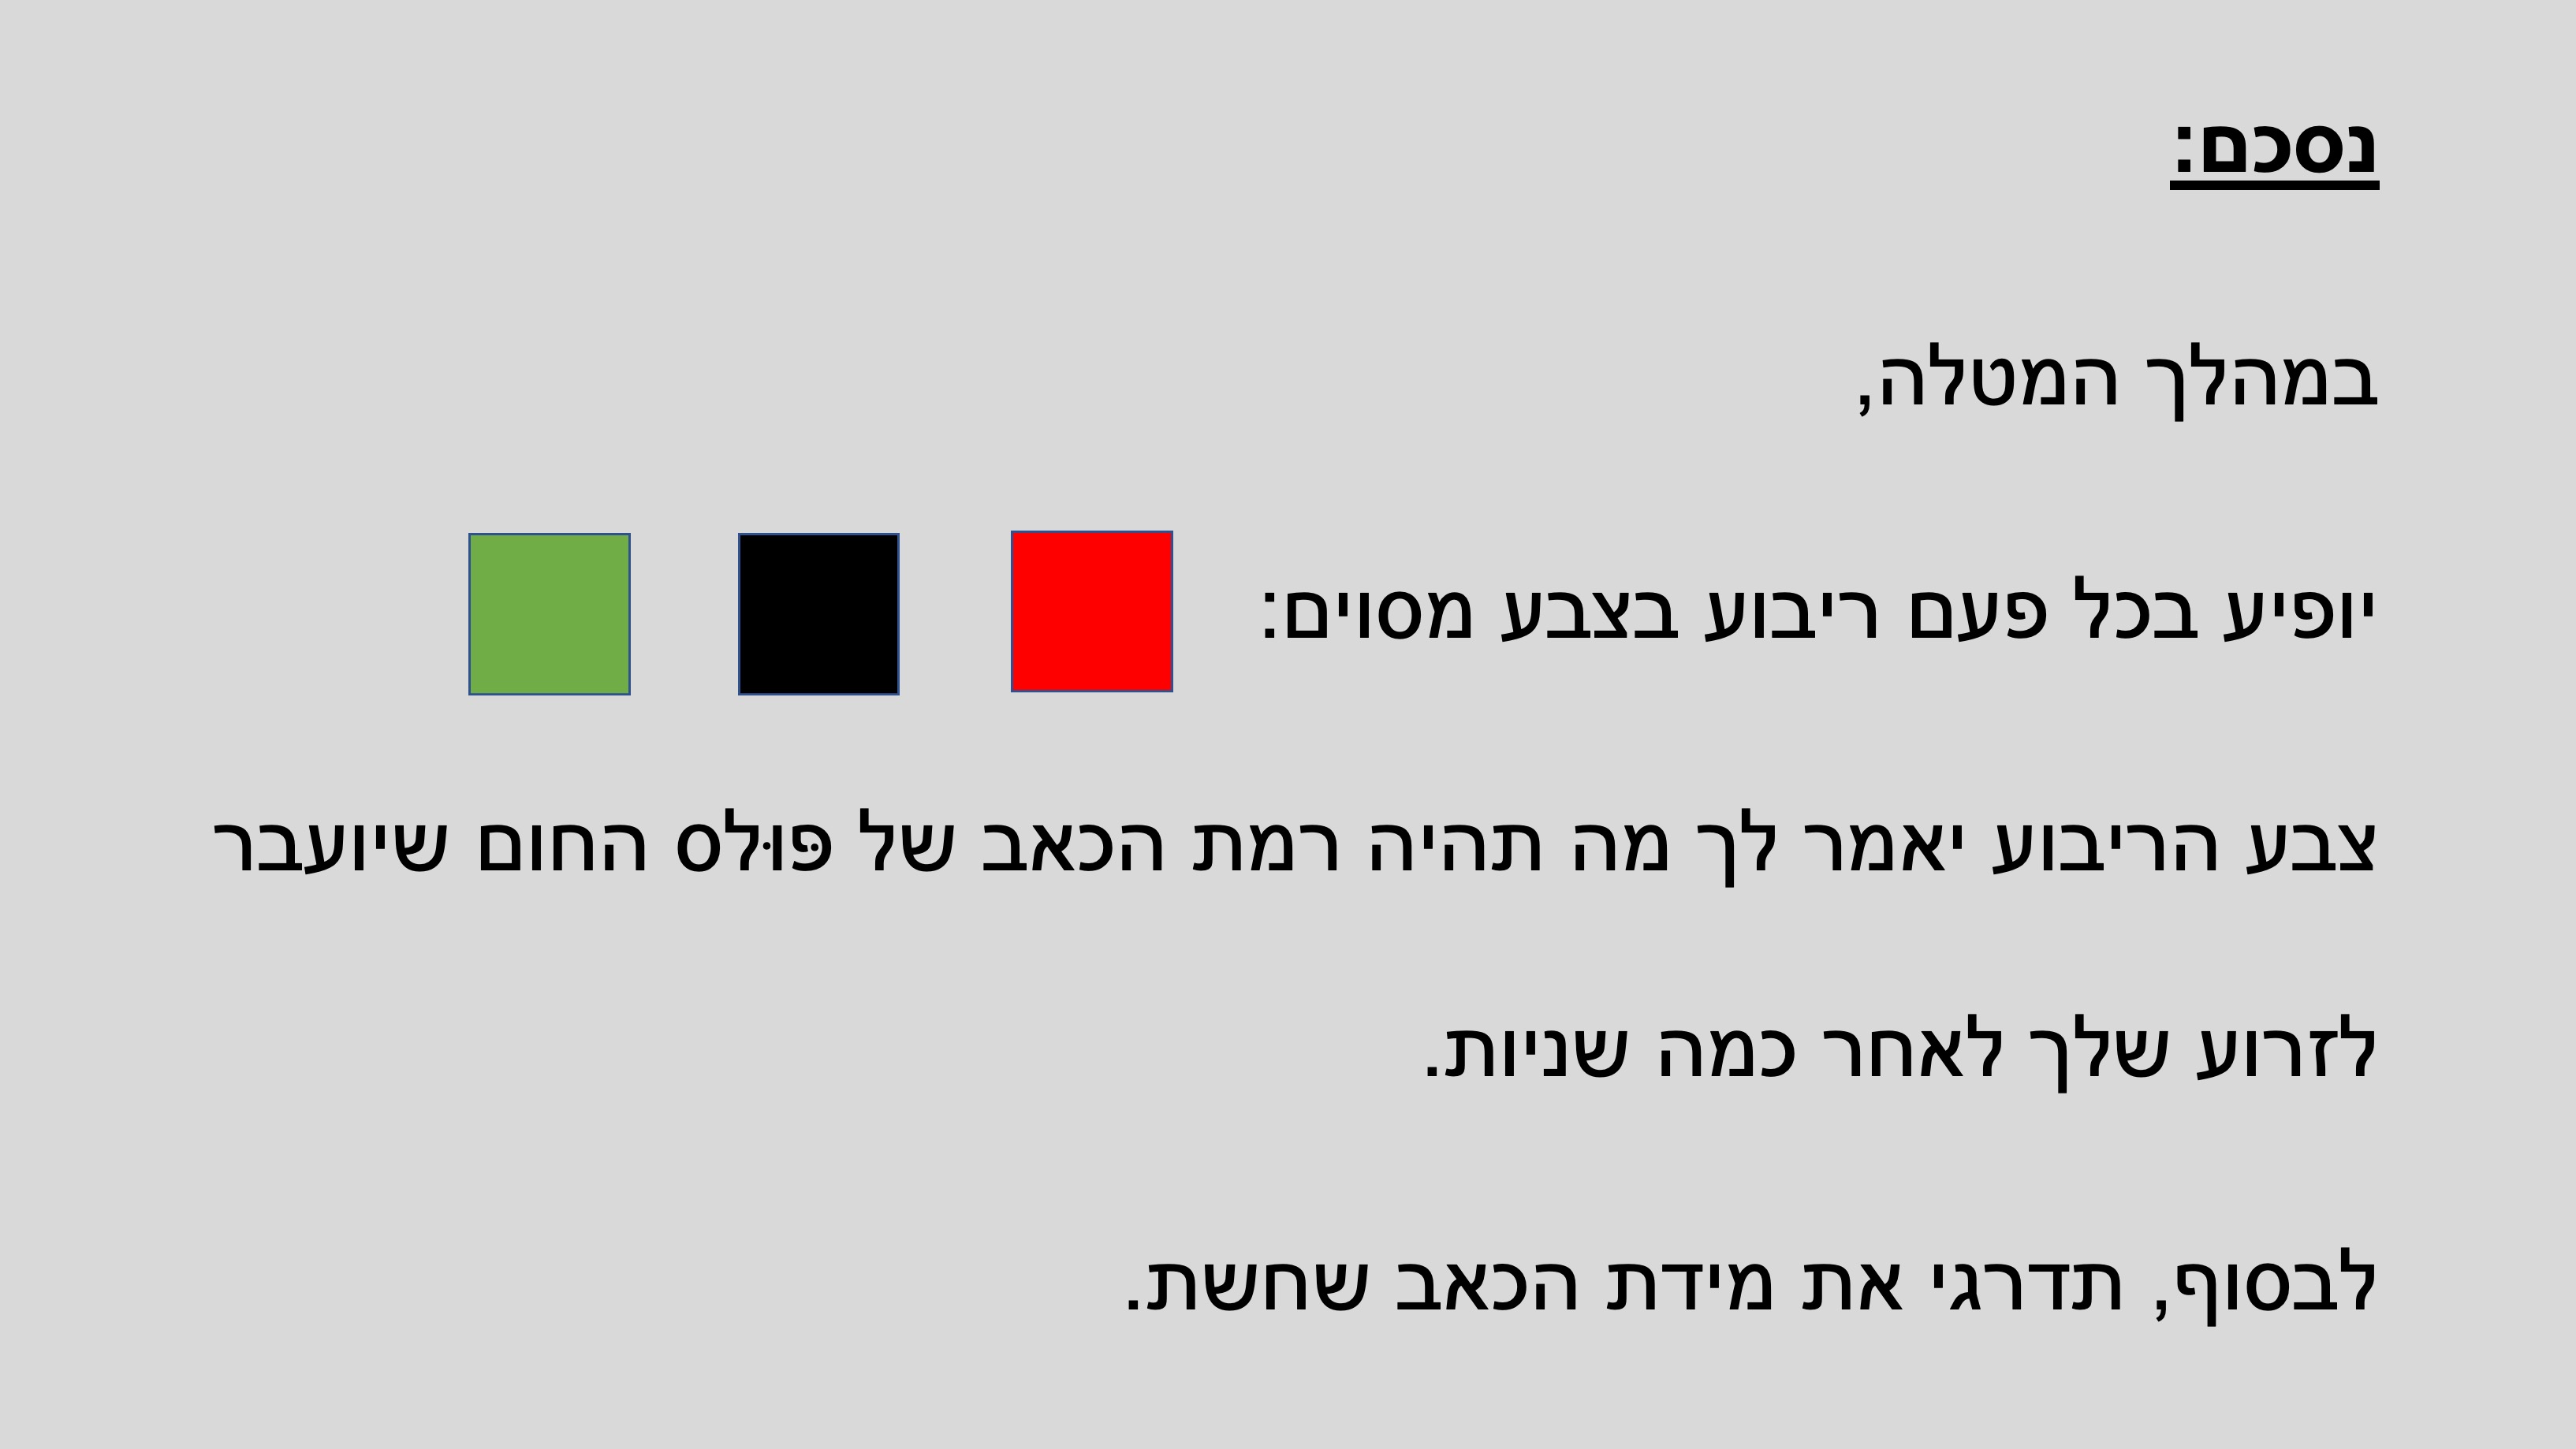 נסכם:
במהלך המטלה,
יופיע בכל פעם ריבוע בצבע מסוים:
צבע הריבוע יאמר לך מה תהיה רמת הכאב של פּוּלס החום שיועבר
לזרוע שלך לאחר כמה שניות.
לבסוף, תדרגי את מידת הכאב שחשת.